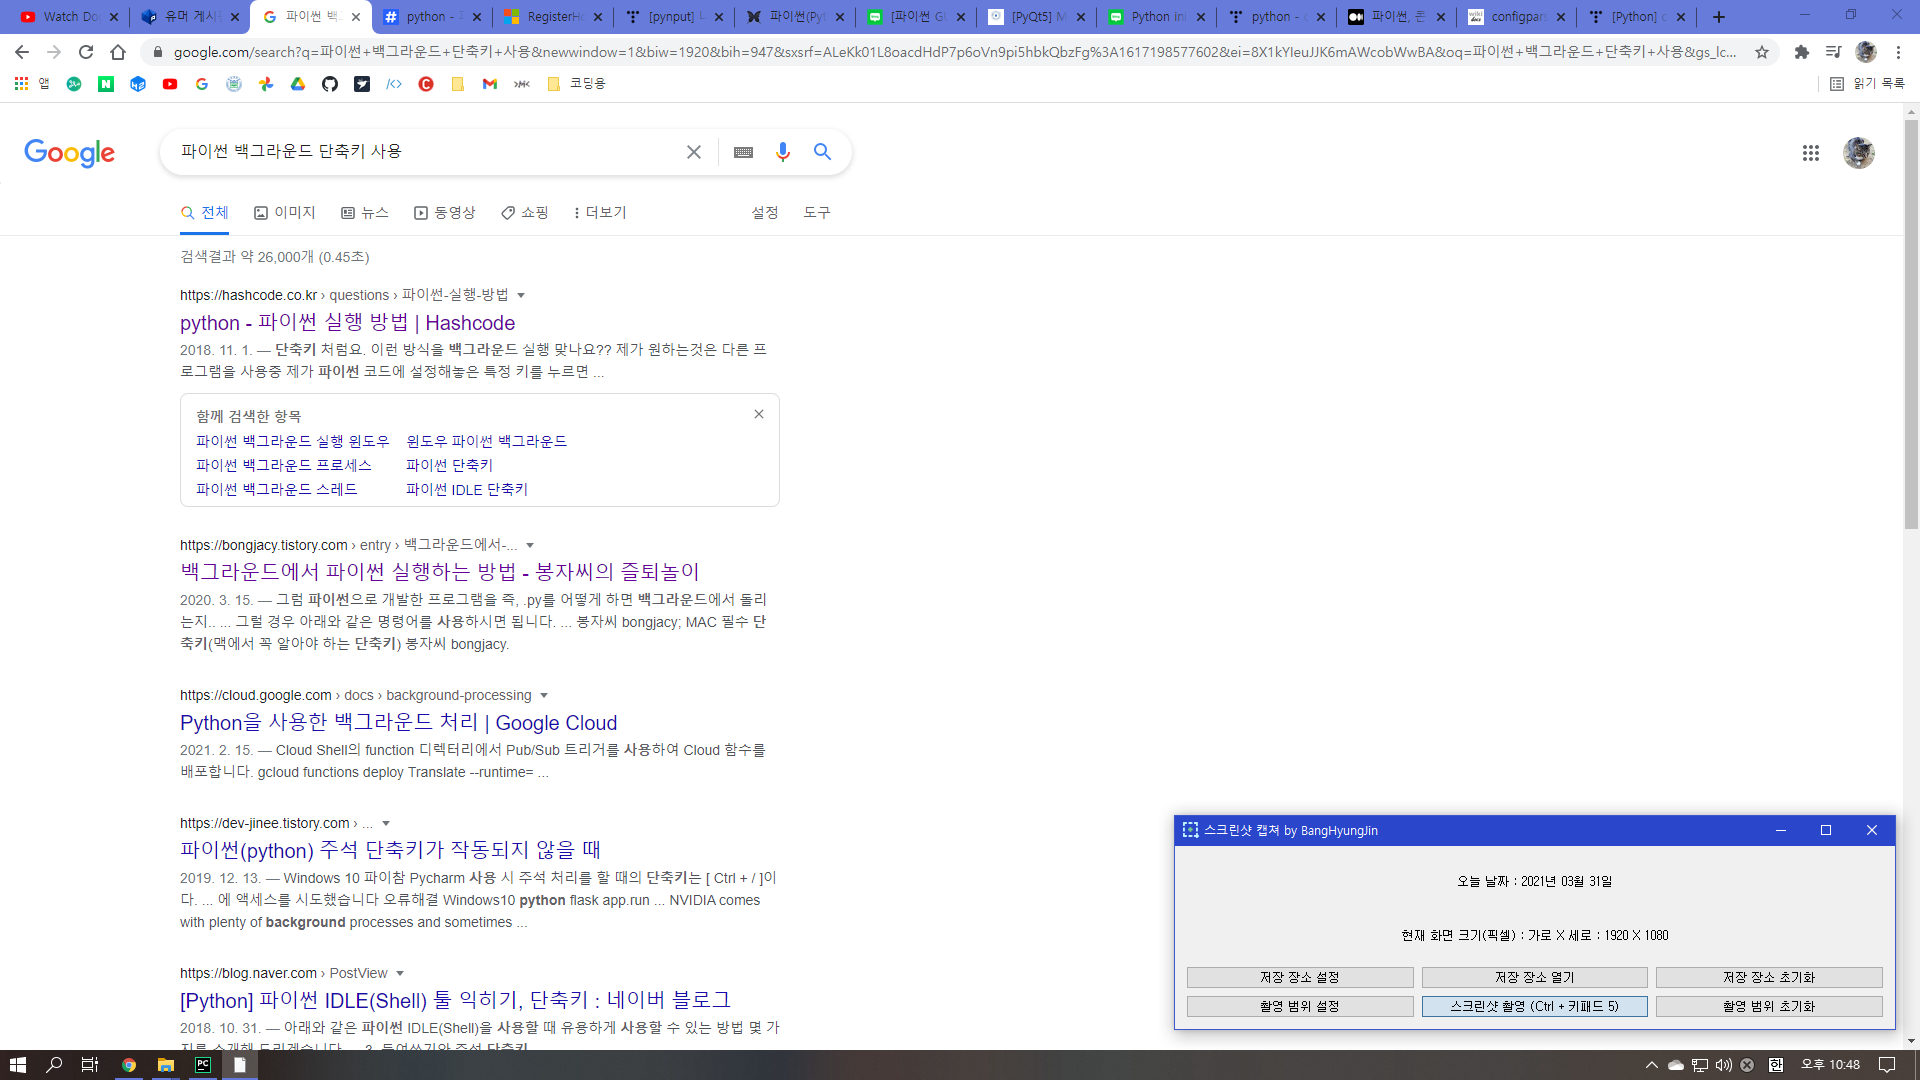 Watch Do
유머 게시판
파이썬 백그
python - 파
RegisterHo
[pynput] 나
파이썬(Pyt
[파이썬 GU
[PyQt5] M
Python ini
python - c
파이썬, 콘
configpars
[Python] c
google.com/search?q=파이썬+백그라운드+단축키+사용&newwindow=1&biw=1920&bih=947&sxsrf=ALeKk01L8oacdHdP7p6oVn9pi5hbkQbzFg%3A1617198577602&ei=8X1kYIeuJJK6mAWcobWwBA&oq=파이썬+백그라운드+단축키+사용&gs_lc...
앱
코딩용
읽기 목록
Google
파이썬 백그라운드 단축키 사용
전체
이미지
뉴스
동영상
쇼핑
더보기
설정
도구
검색결과 약 26,000개 (0.45초)
https://hashcode.co.kr › questions › 파이썬-실행-방법
python - 파이썬 실행 방법 | Hashcode
2018. 11. 1. — 단축키 처럼요. 이런 방식을 백그라운드 실행 맞나요?? 제가 원하는것은 다른 프
로그램을 사용중 제가 파이썬 코드에 설정해놓은 특정 키를 누르면 ...
함께 검색한 항목
파이썬 백그라운드 실행 윈도우
윈도우 파이썬 백그라운드
파이썬 백그라운드 프로세스
파이썬 단축키
파이썬 백그라운드 스레드
파이썬 IDLE 단축키
https://bongjacy.tistory.com › entry › 백그라운드에서-...
백그라운드에서 파이썬 실행하는 방법 - 봉자씨의 즐퇴놀이
2020. 3. 15. — 그럼 파이썬으로 개발한 프로그램을 즉, .py를 어떻게 하면 백그라운드에서 돌리
는지.. ... 그럴 경우 아래와 같은 명령어를 사용하시면 됩니다. ... 봉자씨 bongjacy; MAC 필수 단
축키(맥에서 꼭 알아야 하는 단축키) 봉자씨 bongjacy.
https://cloud.google.com › docs › background-processing
Python을 사용한 백그라운드 처리 | Google Cloud
2021. 2. 15. — Cloud Shell의 function 디렉터리에서 Pub/Sub 트리거를 사용하여 Cloud 함수를
배포합니다. gcloud functions deploy Translate --runtime= ...
https://dev-jinee.tistory.com › ...
파이썬(python) 주석 단축키가 작동되지 않을 때
2019. 12. 13. — Windows 10 파이참 Pycharm 사용 시 주석 처리를 할 때의 단축키는 [ Ctrl + / ]이
다. ... 에 액세스를 시도했습니다 오류해결 Windows10 python flask app.run ... NVIDIA comes
with plenty of background processes and sometimes ...
https://blog.naver.com › PostView
[Python] 파이썬 IDLE(Shell) 툴 익히기, 단축키 : 네이버 블로그
2018. 10. 31. — 아래와 같은 파이썬 IDLE(Shell)을 사용할 때 유용하게 사용할 수 있는 방법 몇 가
지를 소개해 드리겠습니다. ... 3. 들여쓰기와 주석 단축키
스크린샷 캡쳐 by BangHyungJin
오늘 날짜 : 2021년 03월 31일
현재 화면 크기(픽셀) : 가로 X 세로 : 1920 X 1080
저장 장소 설정
저장 장소 열기
저장 장소 초기화
촬영 범위 설정
스크린샷 촬영 (Ctrl + 키패드 5)
촬영 범위 초기화
한
오후 10:48